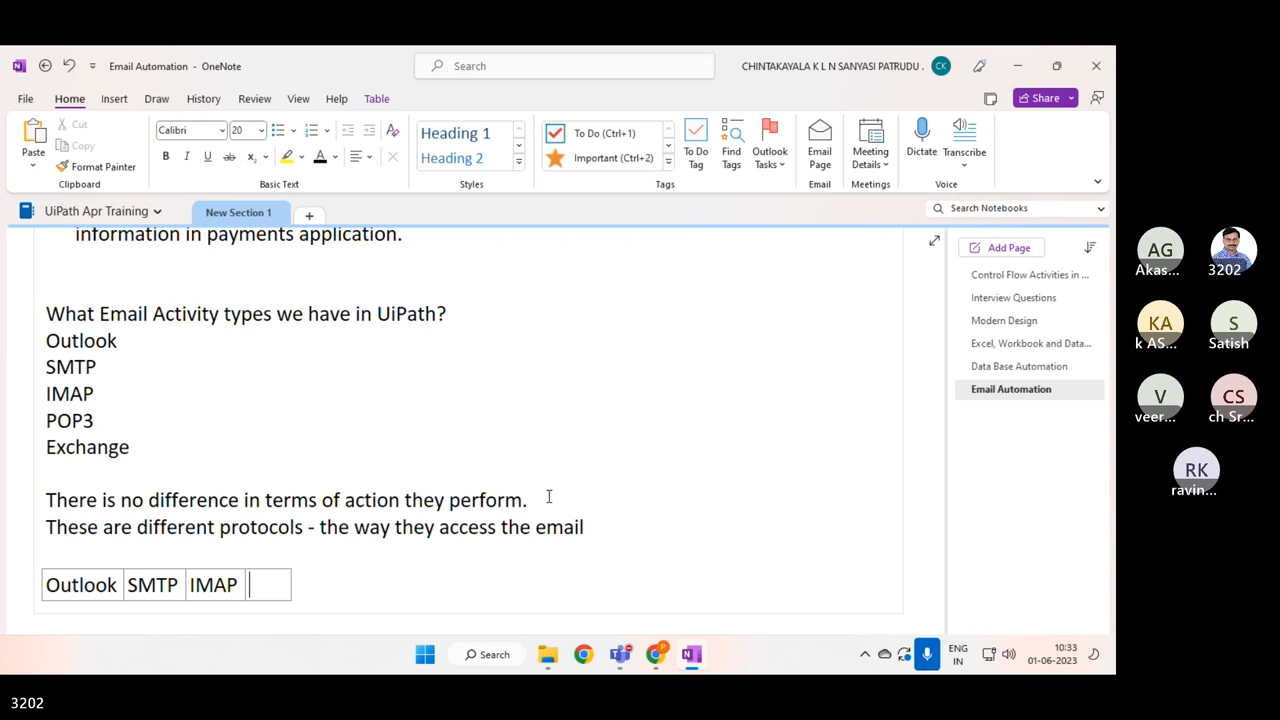 Email Automation - OneNote
Search
CHINTAKAYALA K L N SANYASI PATRUDU .
CK
File
Home
Insert
Draw
History
Review
View
Help
Table
Share
Paste
Cut
Copy
Format Painter
Clipboard
Calibri
20
B I U ab x
A
Basic Text
Heading 1
Heading 2
Styles
To Do (Ctrl+1)
Important (Ctrl+2)
To Do Tag
Find Tags
Outlook Tasks
Tags
Email Page
Email
Meeting Details
Meetings
Dictate
Transcribe
Voice
UiPath Apr Training
New Section 1
+
Search Notebooks
information in payments application.
What Email Activity types we have in UiPath?
Outlook
SMTP
IMAP
POP3
Exchange
There is no difference in terms of action they perform.
These are different protocols - the way they access the email
Outlook SMTP IMAP
Add Page
Control Flow Activities in ...
Interview Questions
Modern Design
Excel, Workbook and Data...
Data Base Automation
Email Automation
AG
Akas...
3202
KA
k AS...
S
Satish
V
veer...
CS
ch Sr...
RK
ravin...
Search
ENG
IN
10:33
01-06-2023
3202